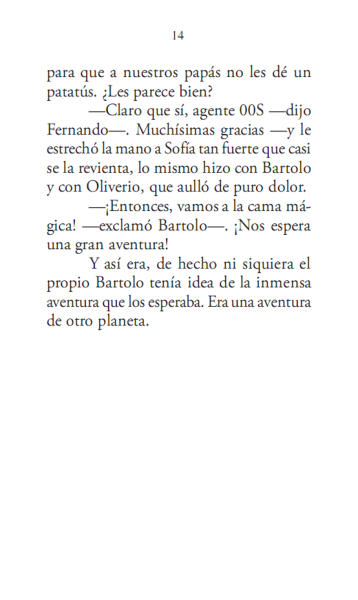 14
para que a nuestros papás no les dé un
patatús. ¿Les parece bien?
—Claro que sí, agente 00S —dijo
Fernando—. Muchísimas gracias —y le
estrechó la mano a Sofía tan fuerte que casi
se la revienta, lo mismo hizo con Bartolo
y con Oliverio, que aulló de puro dolor.
—¡Entonces, vamos a la cama má-
gica! —exclamó Bartolo—. ¡Nos espera
una gran aventura!
Y así era, de hecho ni siquiera el
propio Bartolo tenía idea de la inmensa
aventura que los esperaba. Era una aventura
de otro planeta.